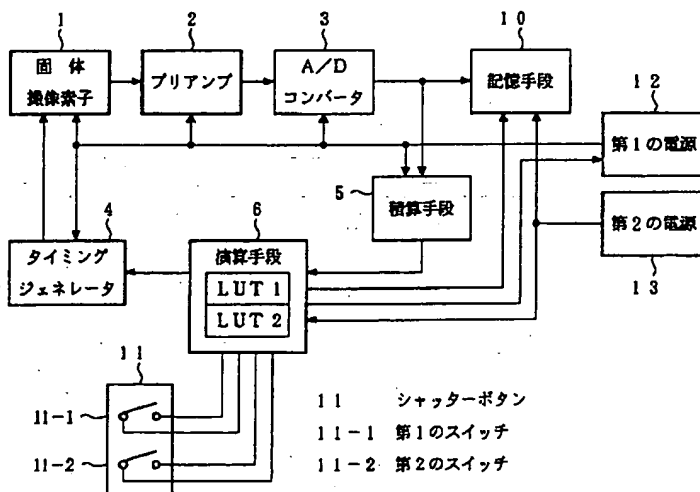 1
2
3
10
固体
撮像素子
プリアンプ
A/D
コンバータ
記憶手段
12
第1の電源
5
積算手段
4
6
第2の電源
タイミング
ジェネレータ
演算手段
LUT1
LUT2
13
11
11-1
11-2
11 シャッターボタン
11-1 第1のスイッチ
11-2 第2のスイッチ